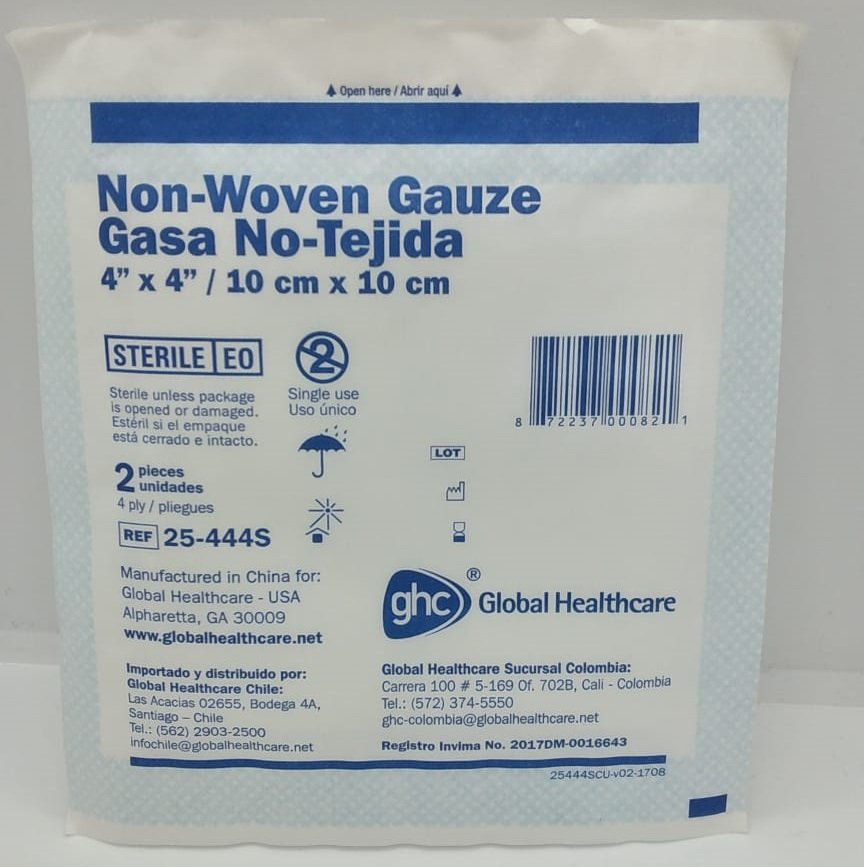 Open here / Abrir aquí
Non-Woven Gauze
Gasa No-Tejida
4” x 4” / 10 cm x 10 cm
STERILE EO
Sterile unless package
is opened or damaged.
Estéril si el empaque
está cerrado e intacto.
2
Single use
Uso único
2 pieces
unidades
4 ply / pliegues
REF 25-444S
8 72237 00082 1
LOT
Manufactured in China for:
Global Healthcare - USA
Alpharetta, GA 30009
www.globalhealthcare.net
ghc ® Global Healthcare
Importado y distribuido por:
Global Healthcare Chile:
Las Acacias 02655, Bodega 4A,
Santiago – Chile
Tel.: (562) 2903-2500
infochile@globalhealthcare.net
Global Healthcare Sucursal Colombia:
Carrera 100 # 5-169 Of. 702B, Cali - Colombia
Tel.: (572) 374-5550
ghc-colombia@globalhealthcare.net
Registro Invima No. 2017DM-0016643
25444SCU-v02-1708